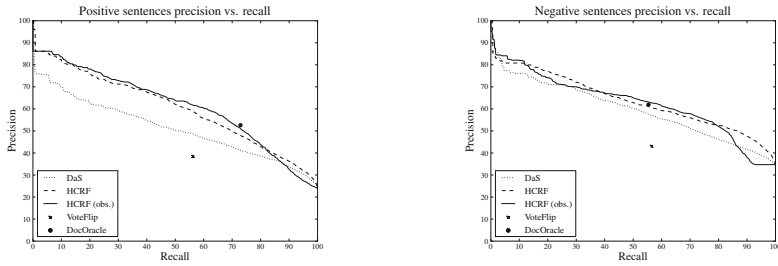 Positive sentences precision vs. recall
100
90
80
70
60
50
40
30
20
10
0
Precision
DaS
HCRF
HCRF (obs.)
VoteFlip
DocOracle
0 10 20 30 40 50 60 70 80 90 100
Recall
Negative sentences precision vs. recall
100
90
80
70
60
50
40
30
20
10
0
Precision
DaS
HCRF
HCRF (obs.)
VoteFlip
DocOracle
0 10 20 30 40 50 60 70 80 90 100
Recall